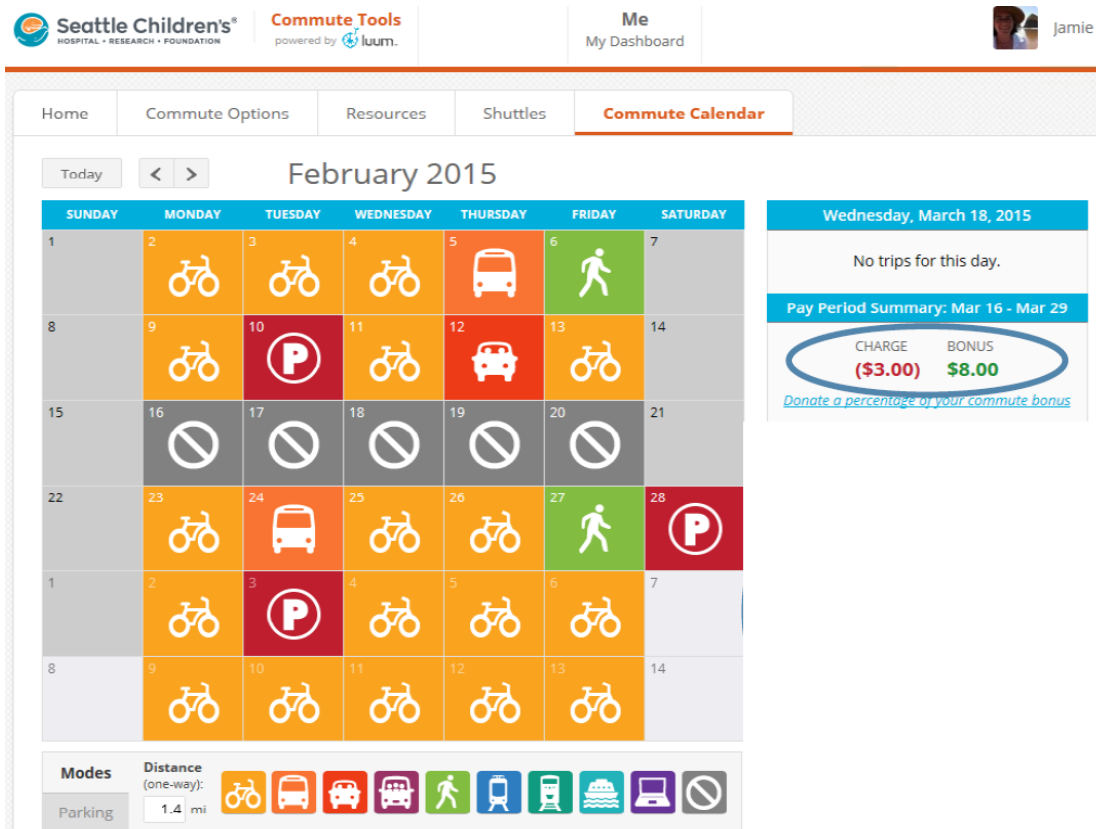 Seattle Children's®
HOSPITAL • RESEARCH • FOUNDATION
Commute Tools
powered by luum.
Me
My Dashboard
Jamie
Home
Commute Options
Resources
Shuttles
Commute Calendar
Today
< >
February 2015
SUNDAY MONDAY TUESDAY WEDNESDAY THURSDAY FRIDAY SATURDAY
1 2 3 4 5 6 7
8 9 10 11 12 13 14
P
15 16 17 18 19 20 21
22 23 24 25 26 27 28
P
1 2 3 4 5 6 7
P
8 9 10 11 12 13 14
Wednesday, March 18, 2015
No trips for this day.
Pay Period Summary: Mar 16 - Mar 29
CHARGE BONUS
($3.00) $8.00
Donate a percentage of your commute bonus
Modes
Parking
Distance
(one-way):
1.4 mi